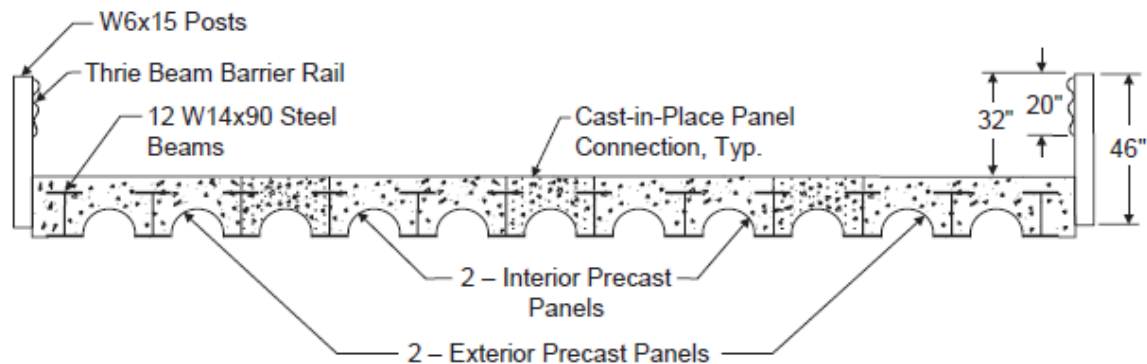 W6x15 Posts
Thrie Beam Barrier Rail
12 W14x90 Steel
Beams
Cast-in-Place Panel
Connection, Typ.
32"
20"
46"
2 – Interior Precast
Panels
2 – Exterior Precast Panels